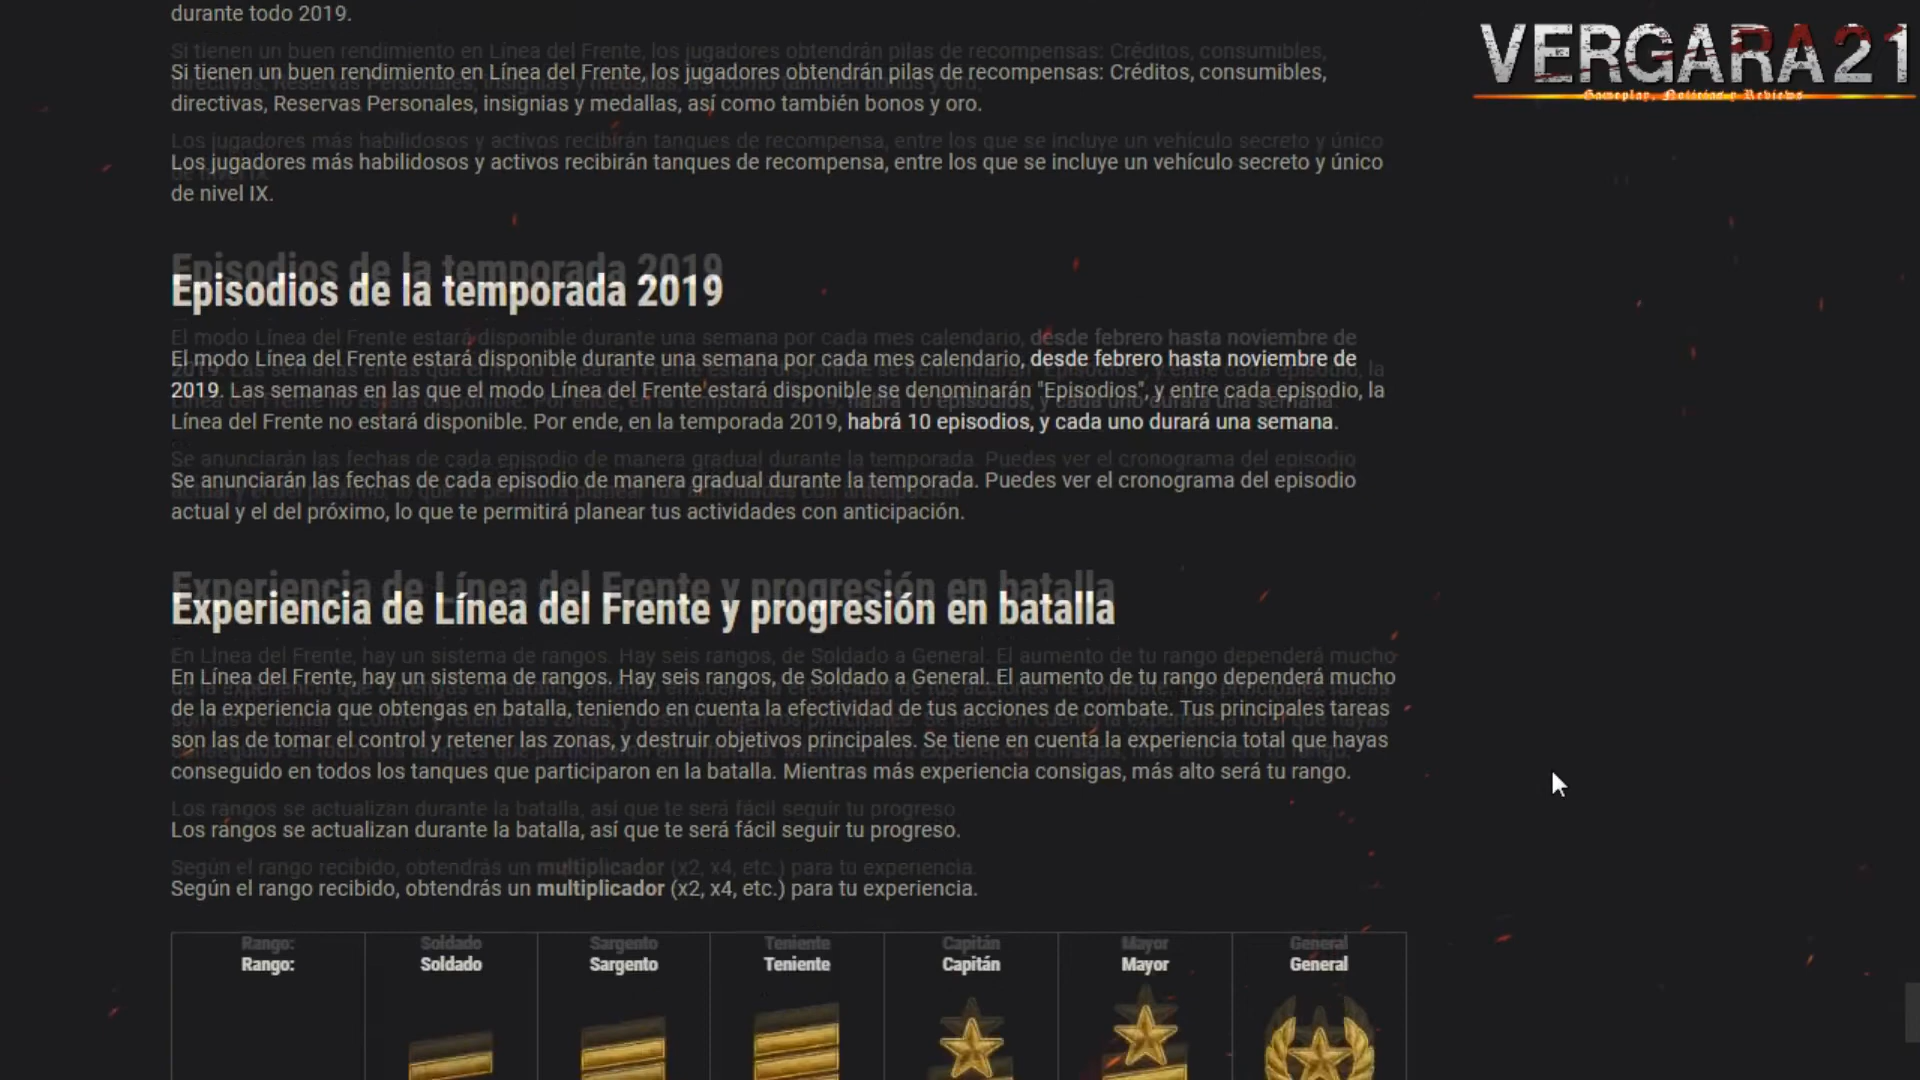 durante todo 2019.
VERGARA21
Gameplay, Noticias y Reviews
Si tienen un buen rendimiento en Línea del Frente, los jugadores obtendrán pilas de recompensas: Créditos, consumibles,
directivas, Reservas Personales, insignias y medallas, así como también bonos y oro.
Los jugadores más habilidosos y activos recibirán tanques de recompensa, entre los que se incluye un vehículo secreto y único
de nivel IX.
Episodios de la temporada 2019
El modo Línea del Frente estará disponible durante una semana por cada mes calendario, desde febrero hasta noviembre de
2019. Las semanas en las que el modo Línea del Frente estará disponible se denominarán "Episodios", y entre cada episodio, la
Línea del Frente no estará disponible. Por ende, en la temporada 2019, habrá 10 episodios, y cada uno durará una semana.
Se anunciarán las fechas de cada episodio de manera gradual durante la temporada. Puedes ver el cronograma del episodio
actual y el del próximo, lo que te permitirá planear tus actividades con anticipación.
Experiencia de Línea del Frente y progresión en batalla
En Línea del Frente, hay un sistema de rangos. Hay seis rangos, de Soldado a General. El aumento de tu rango dependerá mucho
de la experiencia que obtengas en batalla, teniendo en cuenta la efectividad de tus acciones de combate. Tus principales tareas
son las de tomar el control y retener las zonas, y destruir objetivos principales. Se tiene en cuenta la experiencia total que hayas
conseguido en todos los tanques que participaron en la batalla. Mientras más experiencia consigas, más alto será tu rango.
Los rangos se actualizan durante la batalla, así que te será fácil seguir tu progreso.
Según el rango recibido, obtendrás un multiplicador (x2, x4, etc.) para tu experiencia.
Rango: Soldado Sargento Teniente Capitán Mayor General